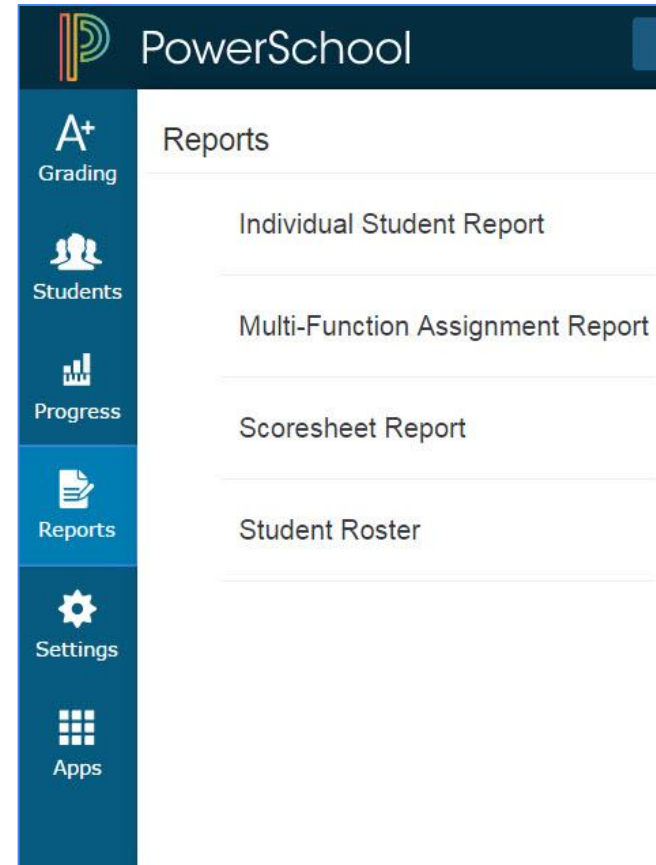 PowerSchool
A+
Grading
Students
Progress
Reports
Settings
Apps
Reports
Individual Student Report
Multi-Function Assignment Report
Scoresheet Report
Student Roster